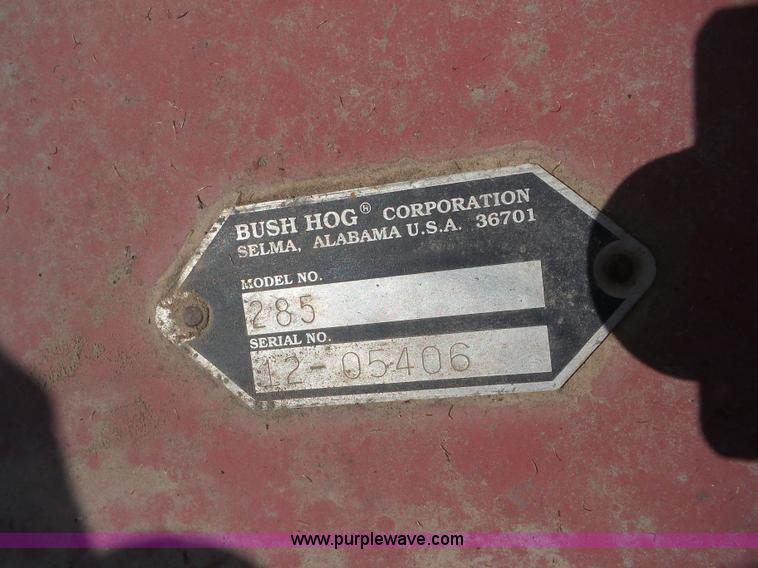 BUSH HOG® CORPORATION
SELMA, ALABAMA U.S.A. 36701
MODEL NO.
285
SERIAL NO.
12-05406
www.purplewave.com